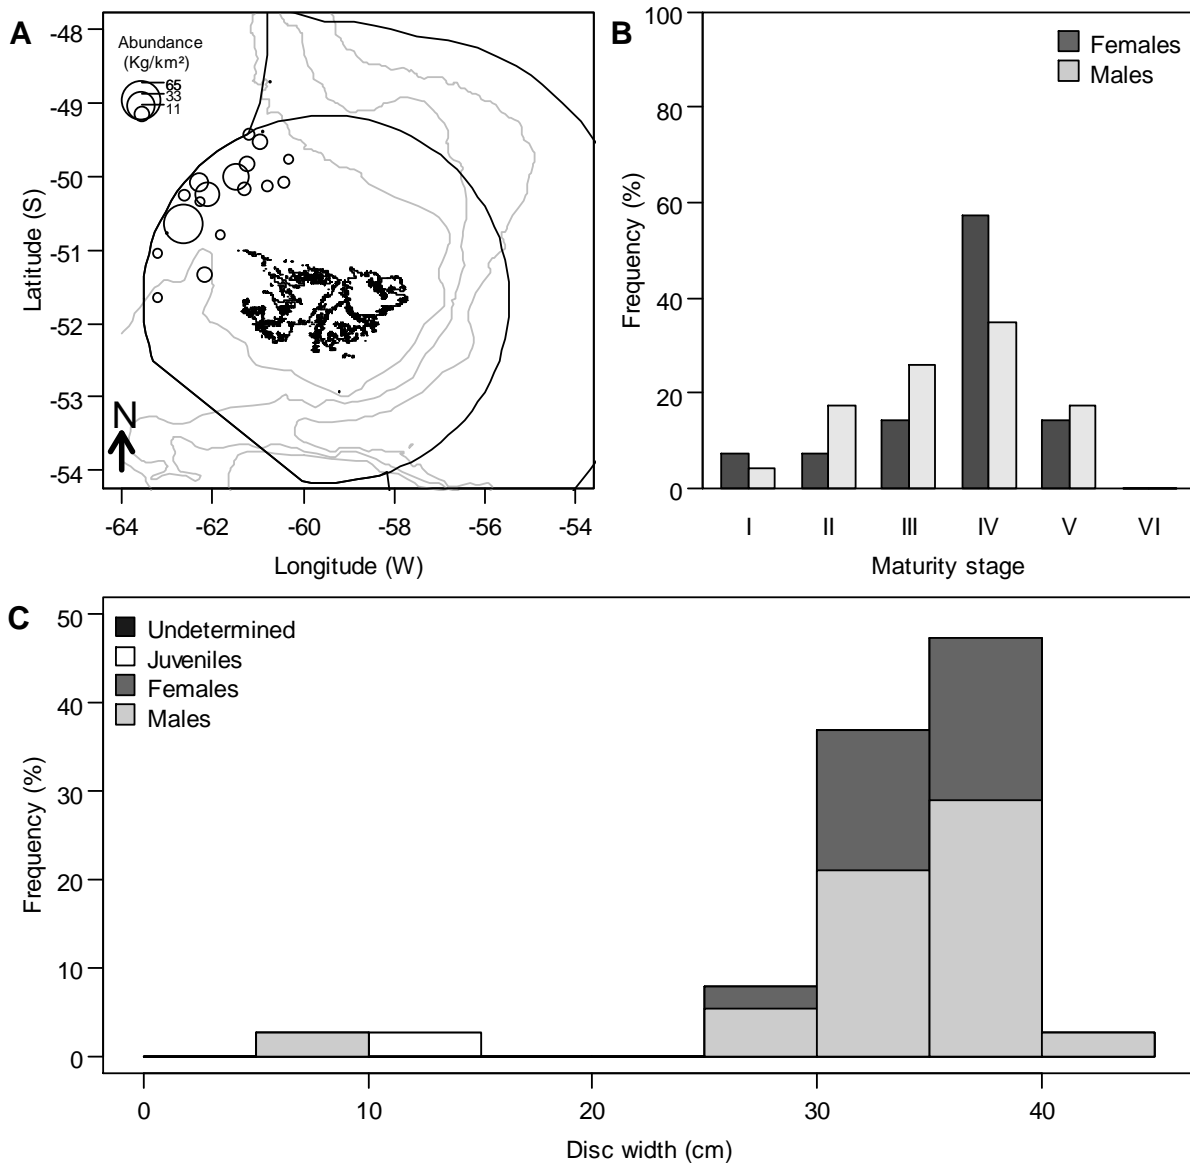 A
Abundance
(Kg/km²)
65
33
11
-48
-49
-50
-51
-52
-53
-54
Latitude (S)
N
-64
-62
-60
-58
-56
-54
Longitude (W)
B
100
80
60
40
20
0
Frequency (%)
Females
Males
I
II
III
IV
V
VI
Maturity stage
C
Undetermined
Juveniles
Females
Males
50
40
30
20
10
0
Frequency (%)
0
10
20
30
40
Disc width (cm)